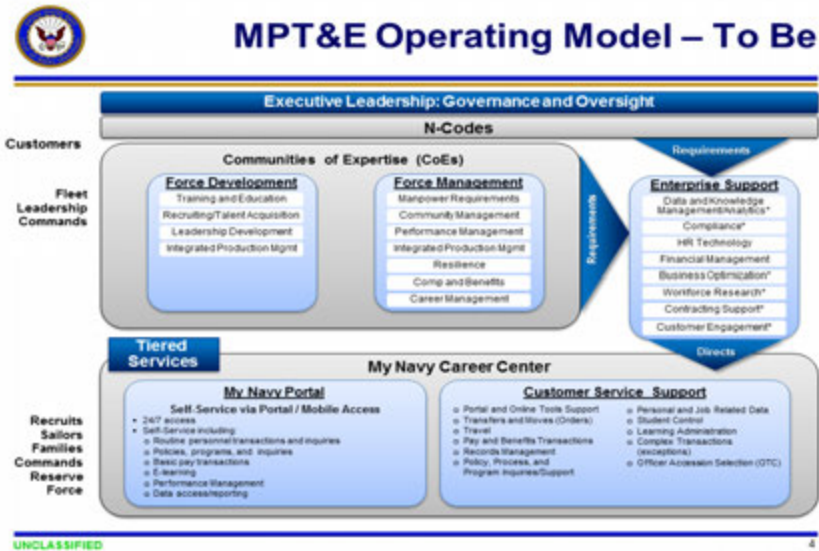 MPT&E Operating Model – To Be
Executive Leadership: Governance and Oversight
N-Codes
Customers
Fleet
Leadership
Commands
Communities of Expertise (CoEs)
Force Development
Training and Education
Recruiting/Talent Acquisition
Leadership Development
Integrated Production Mgmt
Force Management
Manpower Requirements
Community Management
Performance Management
Integrated Production Mgmt
Resilience
Comp and Benefits
Career Management
Requirements
Requirements
Enterprise Support
Data and Knowledge
Management/Analytics*
Compliance*
HR Technology
Financial Management
Business Optimization*
Workforce Research*
Contracting Support*
Customer Engagement*
Directs
Tiered
Services
My Navy Career Center
Recruits
Sailors
Families
Commands
Reserve
Force
My Navy Portal
Self-Service via Portal / Mobile Access
• 24/7 access
• Self-Service including:
o Routine personnel transactions and inquiries
o Policies, programs, and inquiries
o Basic pay transactions
o E-learning
o Performance Management
o Data access/reporting
Customer Service Support
o Portal and Online Tools Support
o Transfers and Moves (Orders)
o Travel
o Pay and Benefits Transactions
o Records Management
o Policy, Process, and
Program Inquiries/Support
o Personal and Job Related Data
o Student Control
o Learning Administration
o Complex Transactions
(exceptions)
o Officer Accession Selection (OTC)
UNCLASSIFIED
4